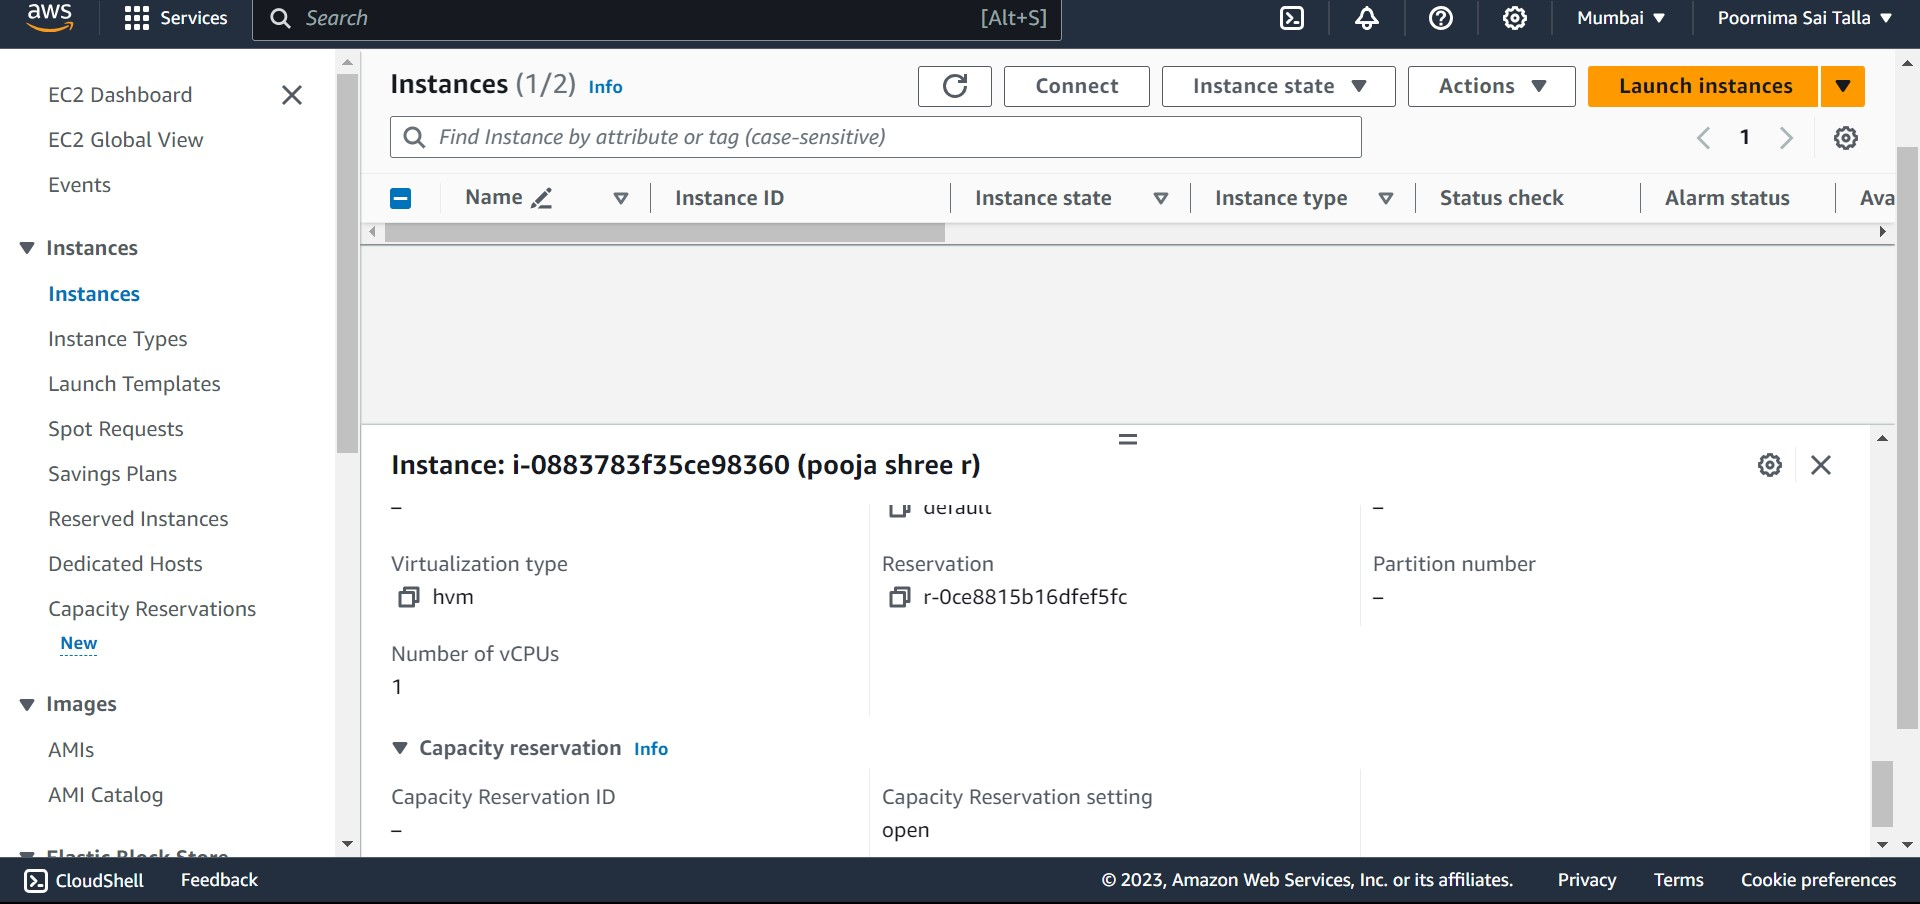 aws Services Search [Alt+S] Mumbai ▼ Poornima Sai Talla ▼
EC2 Dashboard
EC2 Global View
Events
Instances
Instances
Instance Types
Launch Templates
Spot Requests
Savings Plans
Reserved Instances
Dedicated Hosts
Capacity Reservations
New
Images
AMIs
AMI Catalog
Elastic Block Store
Instances (1/2) Info Connect Instance state ▼ Actions ▼ Launch instances ▼
Find Instance by attribute or tag (case-sensitive) 1
Name Instance ID Instance state Instance type Status check Alarm status Ava
Instance: i-0883783f35ce98360 (pooja shree r)
– default –
Virtualization type Reservation Partition number
hvm r-0ce8815b16dfef5fc –
Number of vCPUs
1
Capacity reservation Info
Capacity Reservation ID Capacity Reservation setting
– open
CloudShell Feedback © 2023, Amazon Web Services, Inc. or its affiliates. Privacy Terms Cookie preferences